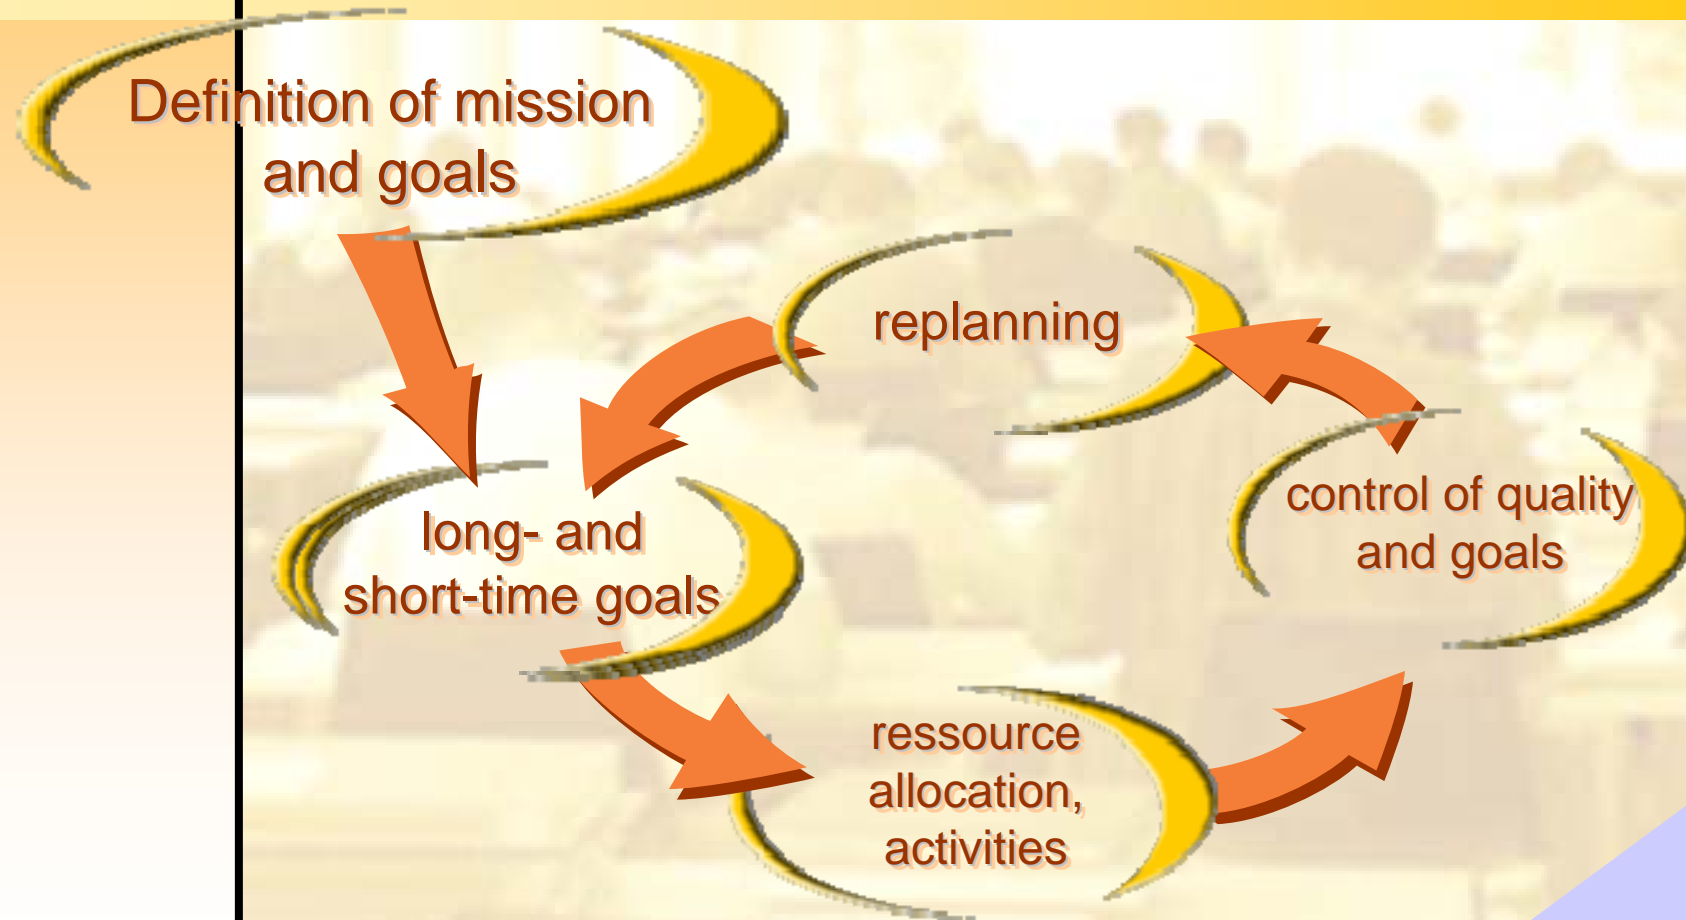 Definition of mission
and goals
replanning
long- and
short-time goals
control of quality
and goals
ressource
allocation,
activities